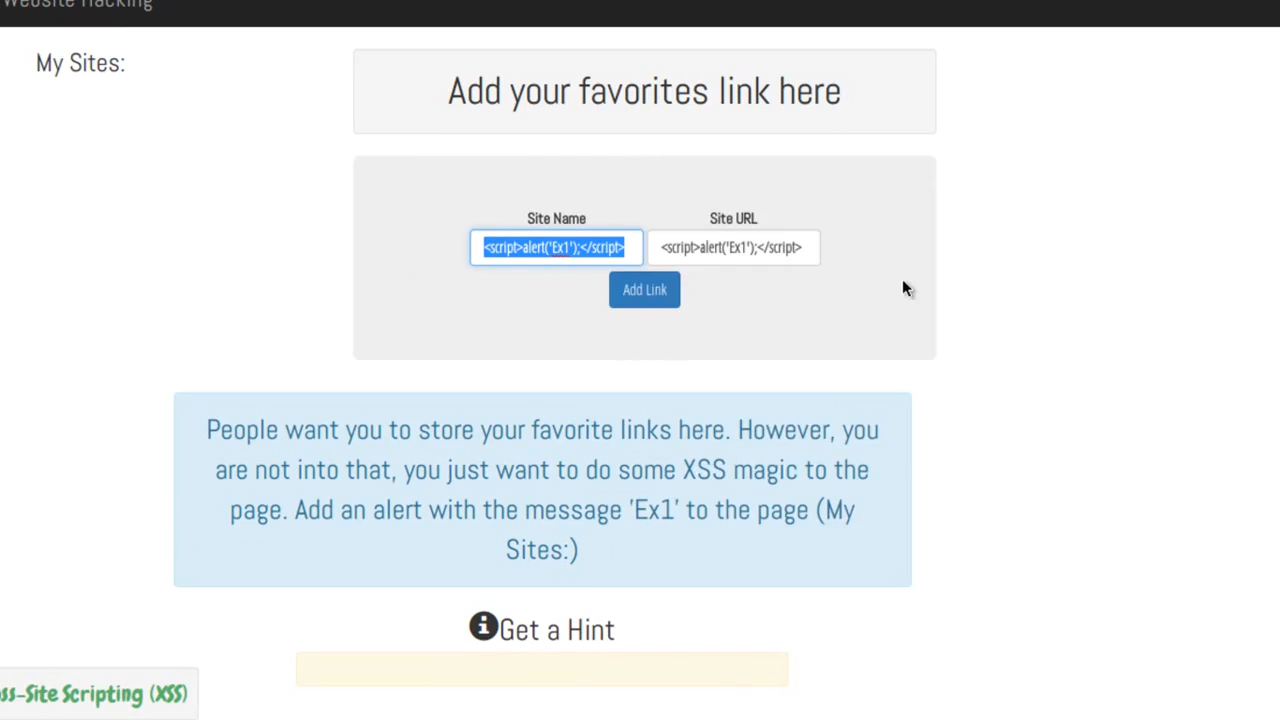 Website Hacking
My Sites:
Add your favorites link here
Site Name
Site URL
<script>alert('Ex1');</script>
<script>alert('Ex1');</script>
Add Link
People want you to store your favorite links here. However, you
are not into that, you just want to do some XSS magic to the
page. Add an alert with the message 'Ex1' to the page (My
Sites:)
Get a Hint
ss-Site Scripting (XSS)